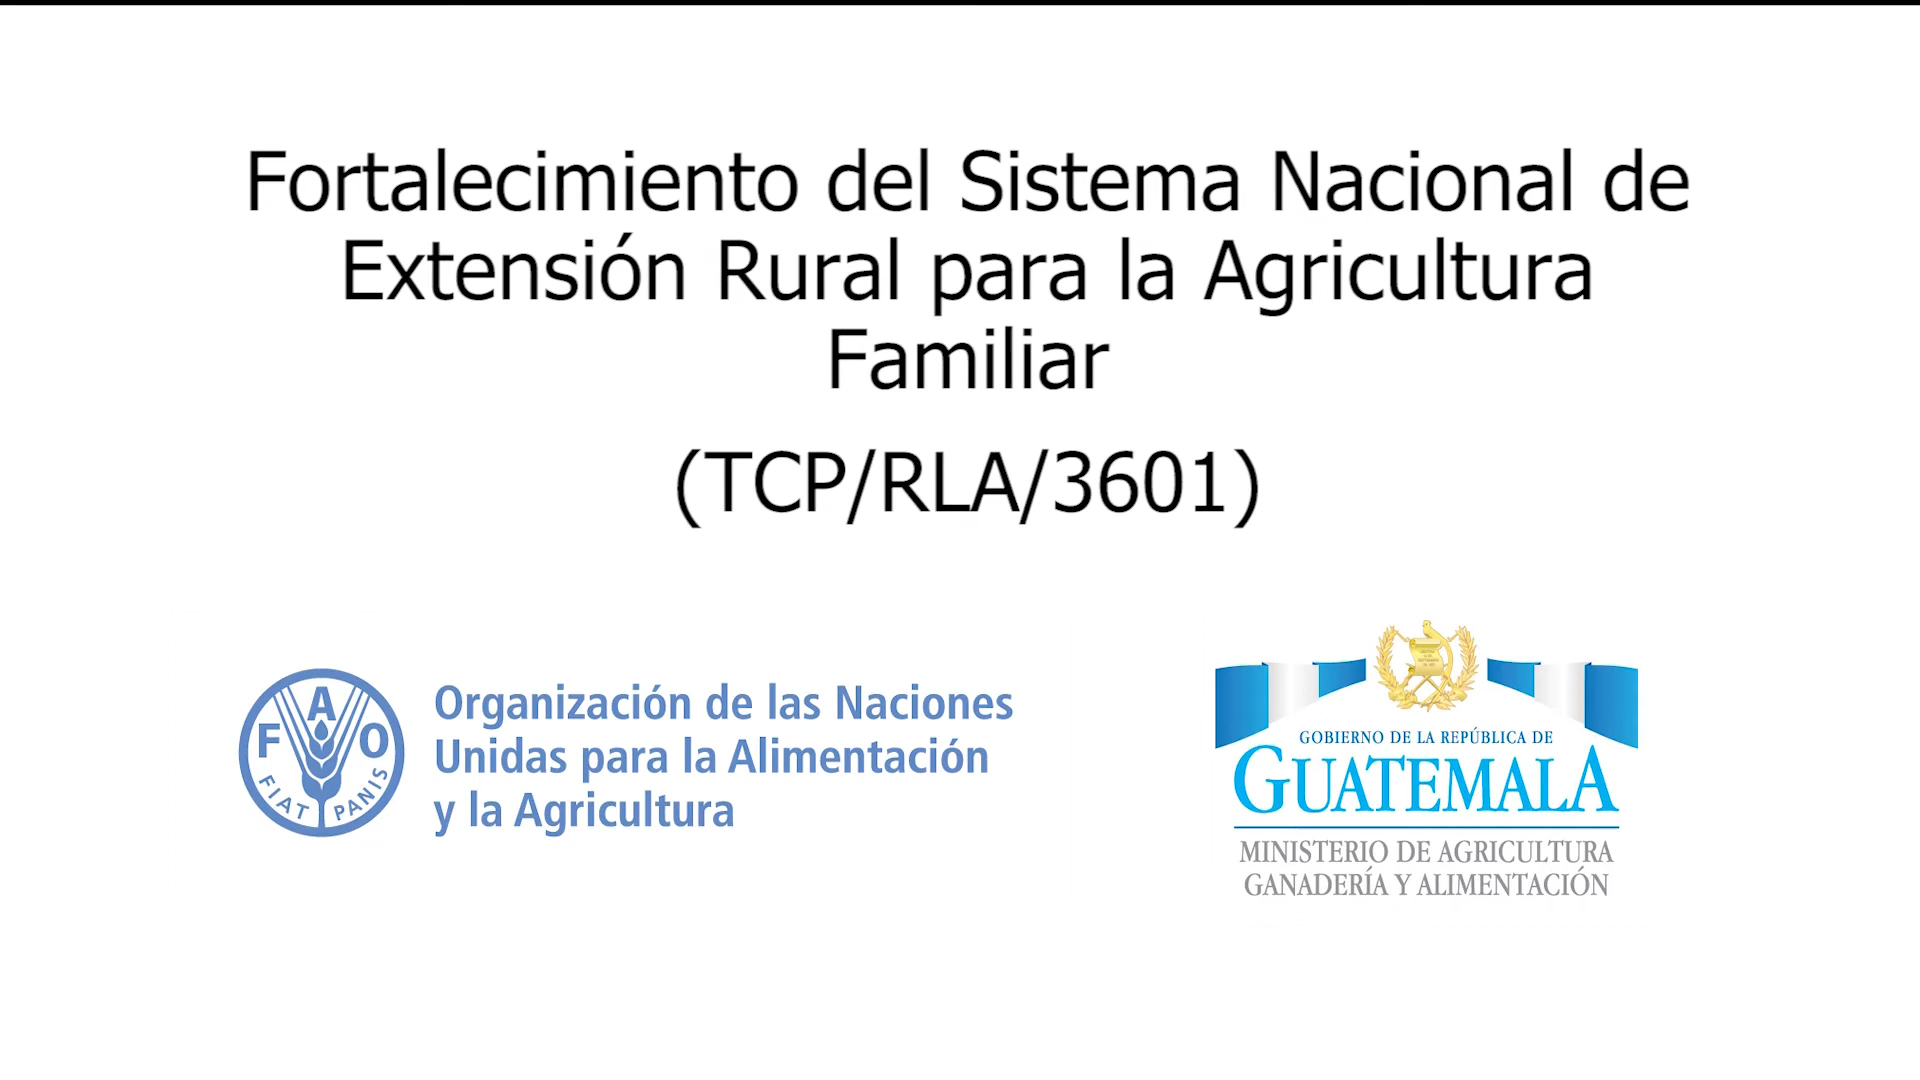 Fortalecimiento del Sistema Nacional de
Extensión Rural para la Agricultura
Familiar
(TCP/RLA/3601)
F A O
FIAT PANIS
Organización de las Naciones
Unidas para la Alimentación
y la Agricultura
GOBIERNO DE LA REPÚBLICA DE
GUATEMALA
MINISTERIO DE AGRICULTURA
GANADERÍA Y ALIMENTACIÓN